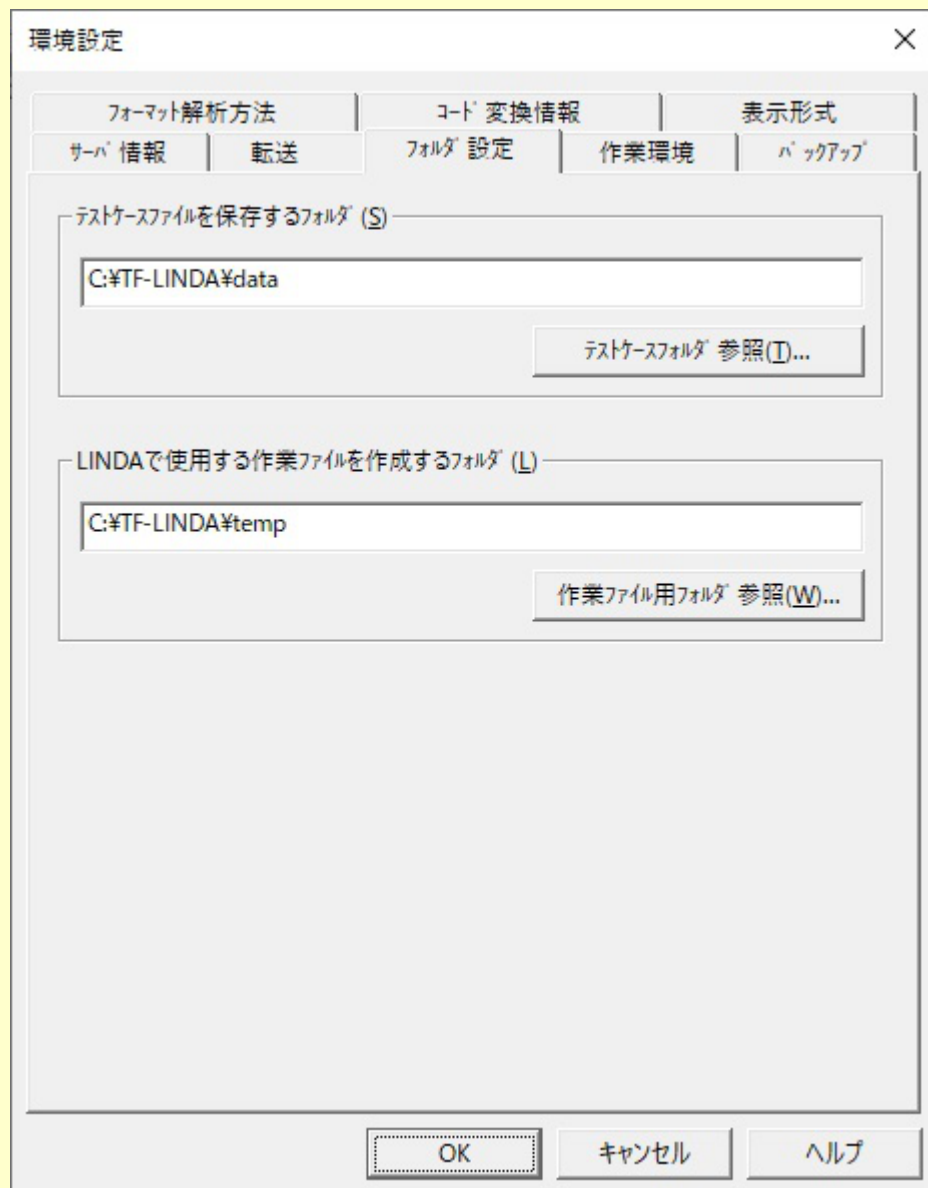 環境設定
フォーマット解析方法 ｺｰﾄﾞ変換情報 表示形式
ｻｰﾊﾞ情報 転送 ﾌｫﾙﾀﾞ設定 作業環境 ﾊﾞｯｸｱｯﾌﾟ
ﾃｽﾄｹｰｽﾌｧｲﾙを保存するﾌｫﾙﾀﾞ(S)
C:¥TF-LINDA¥data
ﾃｽﾄｹｰｽﾌｫﾙﾀﾞ参照(T)...
LINDAで使用する作業ﾌｧｲﾙを作成するﾌｫﾙﾀﾞ(L)
C:¥TF-LINDA¥temp
作業ﾌｧｲﾙ用ﾌｫﾙﾀﾞ参照(W)...
OK キャンセル ヘルプ